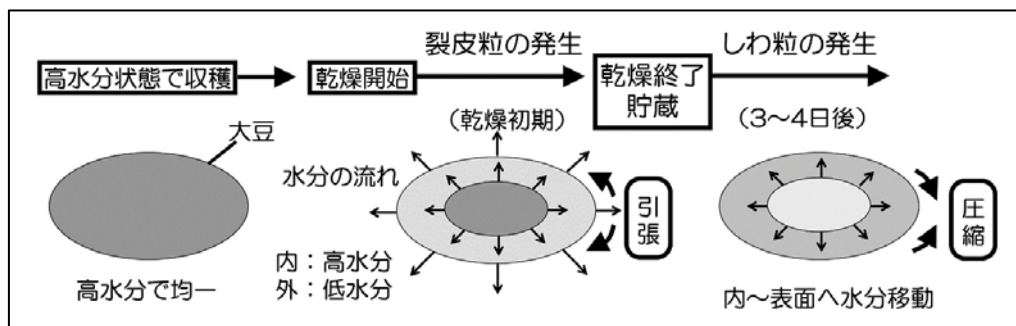 裂皮粒の発生
しわ粒の発生
高水分状態で収穫
乾燥開始
乾燥終了
貯蔵
(乾燥初期)
(3〜4日後)
大豆
水分の流れ
引張
圧縮
内:高水分
外:低水分
高水分で均一
内〜表面へ水分移動